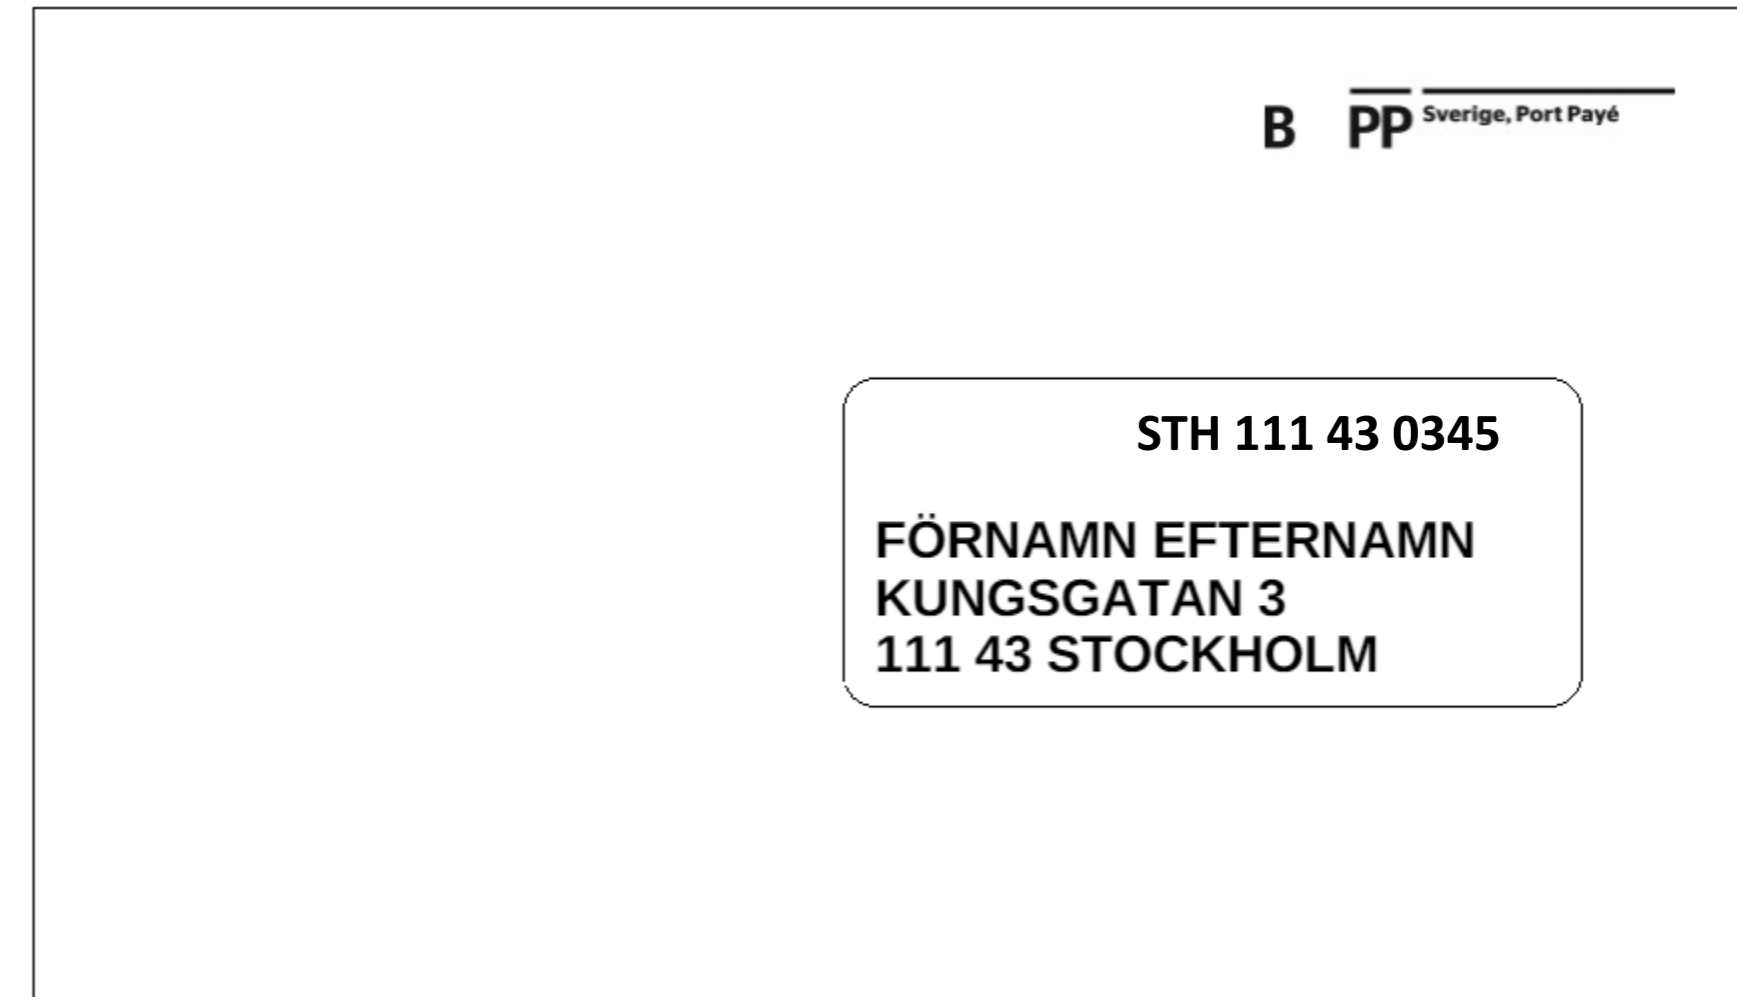 B PP Sverige, Port Payé
STH 111 43 0345
FÖRNAMN EFTERNAMN
KUNGSGATAN 3
111 43 STOCKHOLM